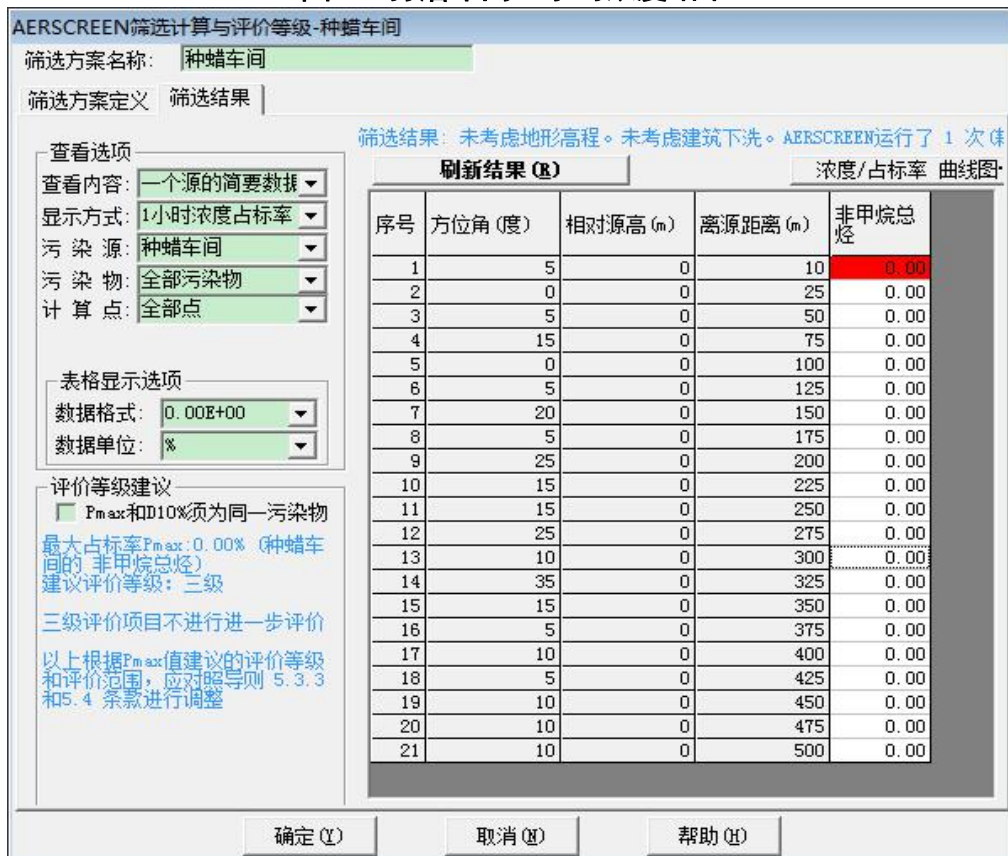 AERSCREEN筛选计算与评价等级-种蜡车间
筛选方案名称: 种蜡车间
筛选方案定义 筛选结果
筛选结果: 未考虑地形高程。未考虑建筑下洗。AERSCREEN运行了 1 次
查看选项
查看内容: 一个源的简要数据
显示方式: 1小时浓度占标率
污 染 源: 种蜡车间
污 染 物: 全部污染物
计 算 点: 全部点
表格显示选项
数据格式: 0.00E+00
数据单位: %
评价等级建议
Pmax和D10%须为同一污染物
最大占标率Pmax:0.00% (种蜡车
间的 非甲烷总烃)
建议评价等级: 三级
三级评价项目不进行进一步评价
以上根据Pmax值建议的评价等级
和评价范围，应对照导则 5.3.3
和5.4 条款进行调整
刷新结果(R) 浓度/占标率 曲线图
序号 方位角(度) 相对源高(m) 离源距离(m) 非甲烷总烃
1 5 0 10 0.00
2 0 0 25 0.00
3 5 0 50 0.00
4 15 0 75 0.00
5 0 0 100 0.00
6 5 0 125 0.00
7 20 0 150 0.00
8 5 0 175 0.00
9 25 0 200 0.00
10 15 0 225 0.00
11 15 0 250 0.00
12 25 0 275 0.00
13 10 0 300 0.00
14 35 0 325 0.00
15 15 0 350 0.00
16 5 0 375 0.00
17 10 0 400 0.00
18 5 0 425 0.00
19 10 0 450 0.00
20 10 0 475 0.00
21 10 0 500 0.00
确定(Y) 取消(N) 帮助(H)